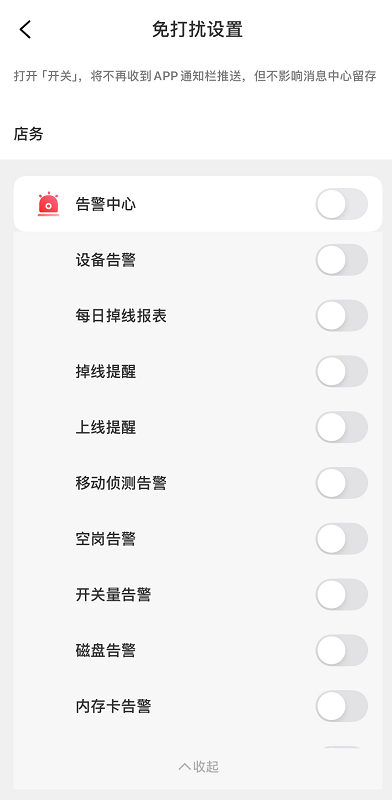 免打扰设置
打开「开关」，将不再收到 APP 通知栏推送，但不影响消息中心留存
店务
告警中心
设备告警
每日掉线报表
掉线提醒
上线提醒
移动侦测告警
空岗告警
开关量告警
磁盘告警
内存卡告警
收起